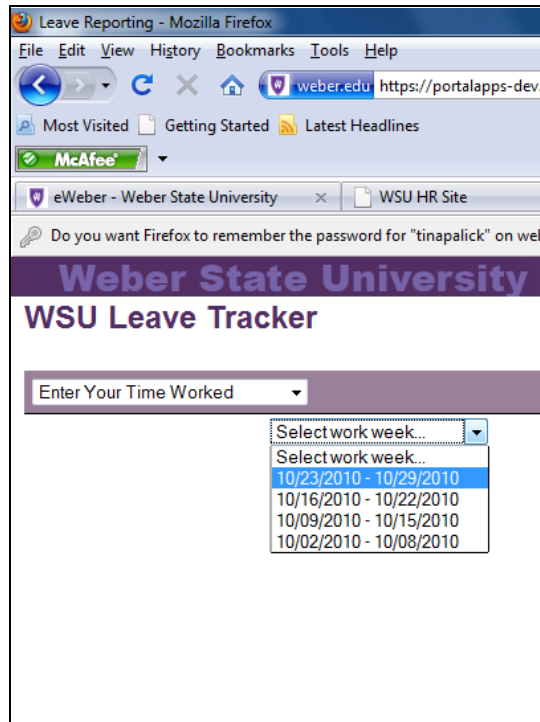 Leave Reporting - Mozilla Firefox
File Edit View History Bookmarks Tools Help
weber.edu https://portalapps-dev.
Most Visited Getting Started Latest Headlines
McAfee
eWeber - Weber State University WSU HR Site
Do you want Firefox to remember the password for "tinapalick" on
Weber State University
WSU Leave Tracker
Enter Your Time Worked
Select work week...
Select work week...
10/23/2010 - 10/29/2010
10/16/2010 - 10/22/2010
10/09/2010 - 10/15/2010
10/02/2010 - 10/08/2010